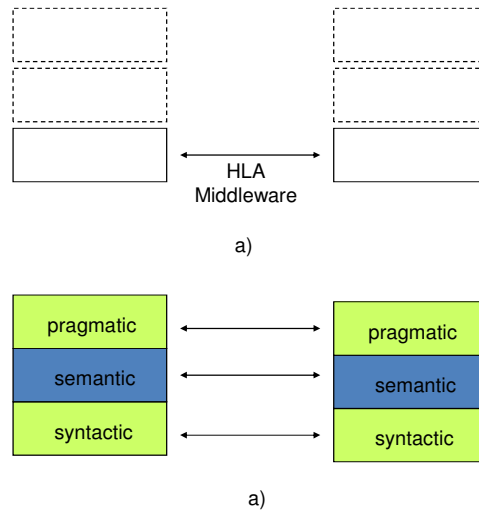 HLA
Middleware
a)
pragmatic
pragmatic
semantic
semantic
syntactic
syntactic
a)